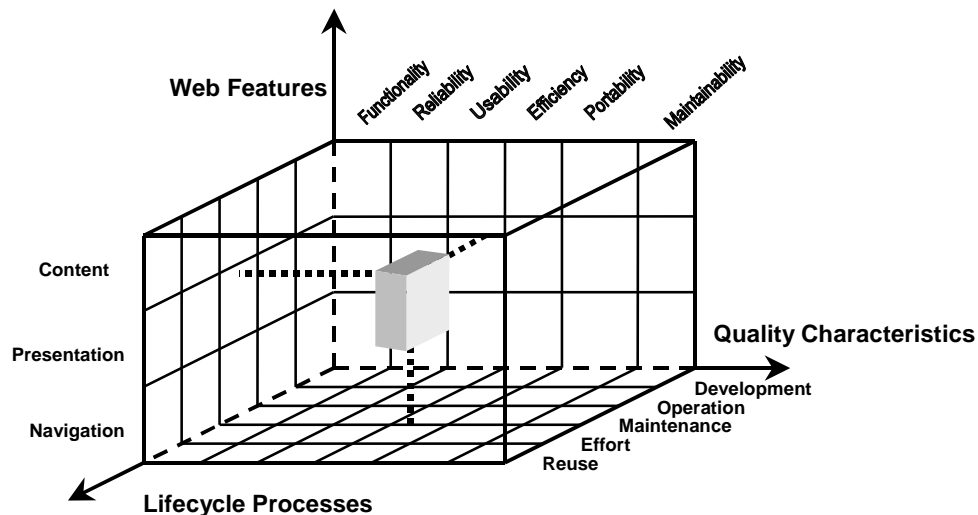 Web Features
Functionality
Reliability
Usability
Efficiency
Portability
Maintainability
Content
Presentation
Navigation
Quality Characteristics
Development
Operation
Maintenance
Effort
Reuse
Lifecycle Processes